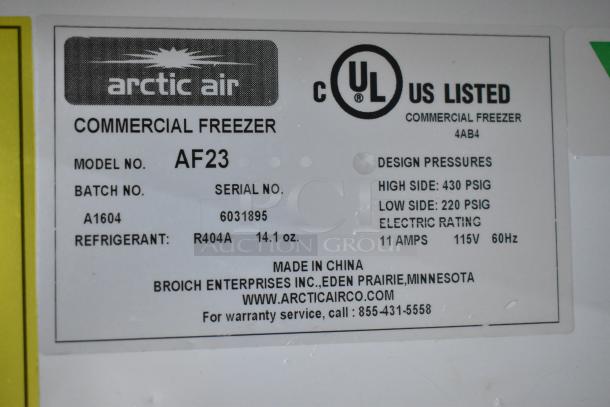 arctic air
C UL ® US LISTED
COMMERCIAL FREEZER
4AB4
COMMERCIAL FREEZER
MODEL NO. AF23
BATCH NO. SERIAL NO.
A1604 6031895
REFRIGERANT: R404A 14.1 oz.
DESIGN PRESSURES
HIGH SIDE: 430 PSIG
LOW SIDE: 220 PSIG
ELECTRIC RATING
11 AMPS 115V 60Hz
PCI
AUCTION GROUP
MADE IN CHINA
BROICH ENTERPRISES INC.,EDEN PRAIRIE,MINNESOTA
WWW.ARCTICAIRCO.COM
For warranty service, call : 855-431-5558